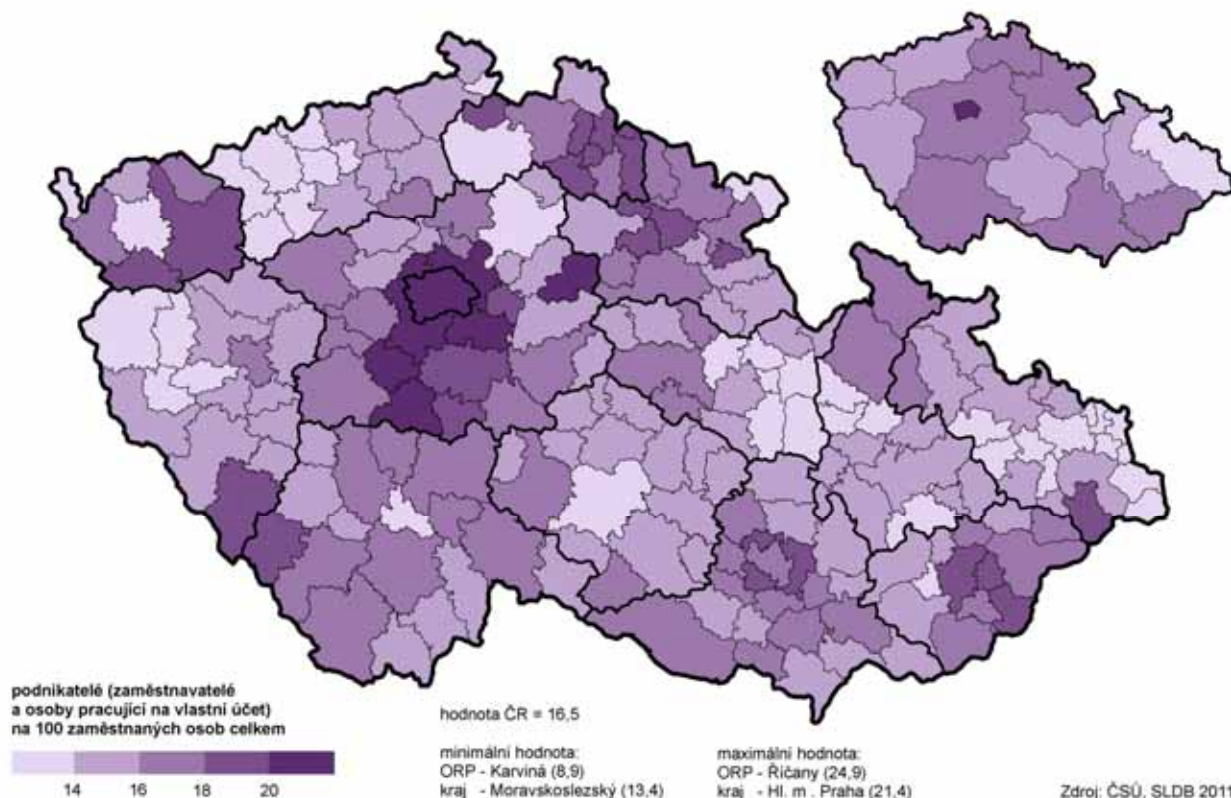 podnikatelé (zaměstnavatelé
a osoby pracující na vlastní účet)
na 100 zaměstnaných osob celkem
14 16 18 20
hodnota ČR = 16,5
minimální hodnota:
ORP - Karviná (8,9)
kraj - Moravskoslezský (13,4)
maximální hodnota:
ORP - Říčany (24,9)
kraj - Hl. m . Praha (21,4)
Zdroj: ČSÚ, SLDB 2011